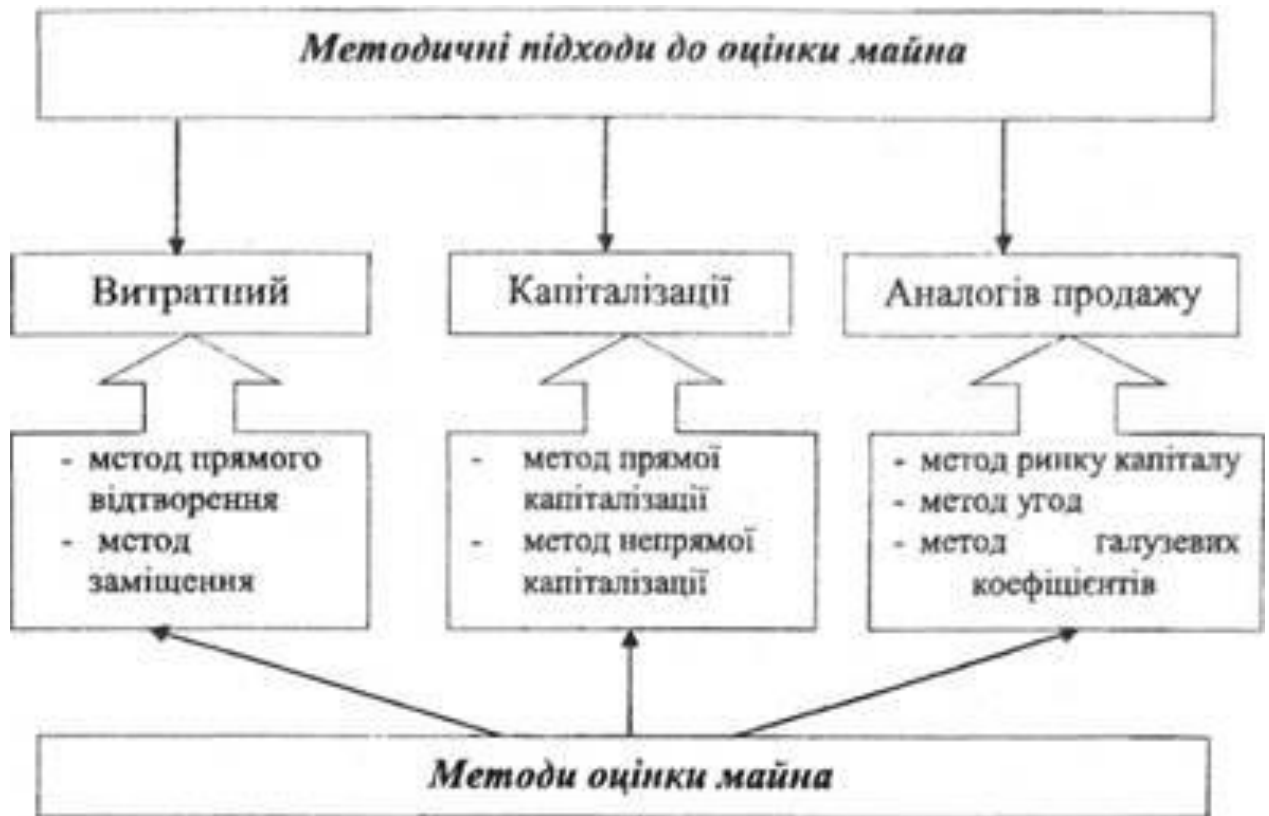 Методичні підходи до оцінки майна
Витратний
Капіталізації
Аналогів продажу
- метод прямого
відтворення
- метод
заміщення
- метод прямої
капіталізації
- метод непрямої
капіталізації
- метод ринку капіталу
- метод угод
- метод галузевих
коефіцієнтів
Методи оцінки майна